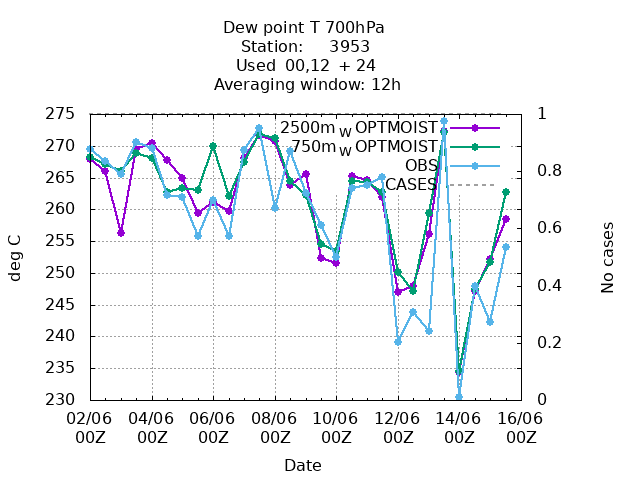 Dew point T 700hPa
Station: 3953
Used 00,12 + 24
Averaging window: 12h
275 1
2500m_W OPTMOIST
270
750m_W OPTMOIST
OBS
265 0.8
CASES
260
0.6
255
250
0.4
245
240
0.2
235
230 0
deg C
No cases
02/06 04/06 06/06 08/06 10/06 12/06 14/06 16/06
00Z 00Z 00Z 00Z 00Z 00Z 00Z 00Z
Date